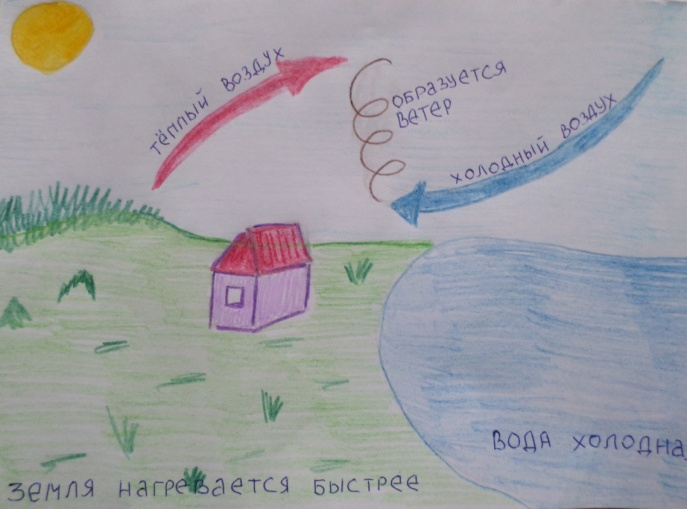 тёплый воздух
образуется
ветер
холодный воздух
вода холодна
земля нагревается быстрее